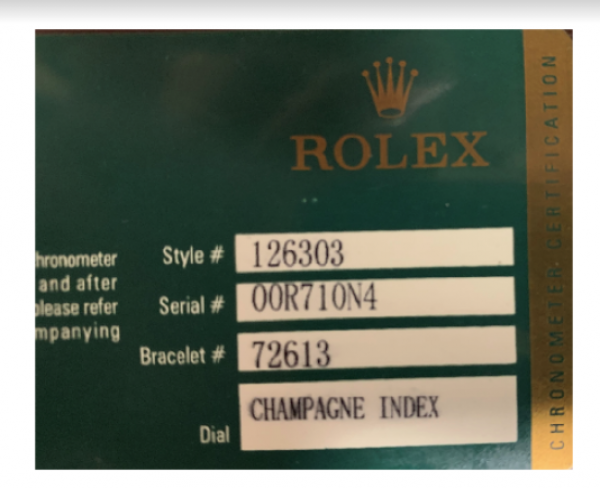 ROLEX
CHRONOMETER CERTIFICATION
hronometer
and after
please refer
mpanying
Style # 126303
Serial # 00R710N4
Bracelet # 72613
Dial CHAMPAGNE INDEX